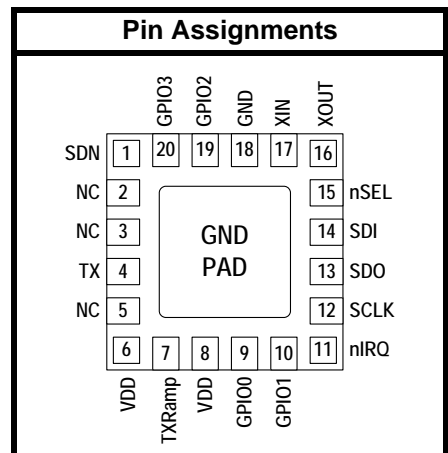 Pin Assignments
GPIO3
GPIO2
GND
XIN
XOUT
SDN 1 20 19 18 17 16
NC 2 15 nSEL
NC 3 GND 14 SDI
TX 4 PAD 13 SDO
NC 5 12 SCLK
6 7 8 9 10 11 nIRQ
VDD
TXRamp
VDD
GPIO0
GPIO1